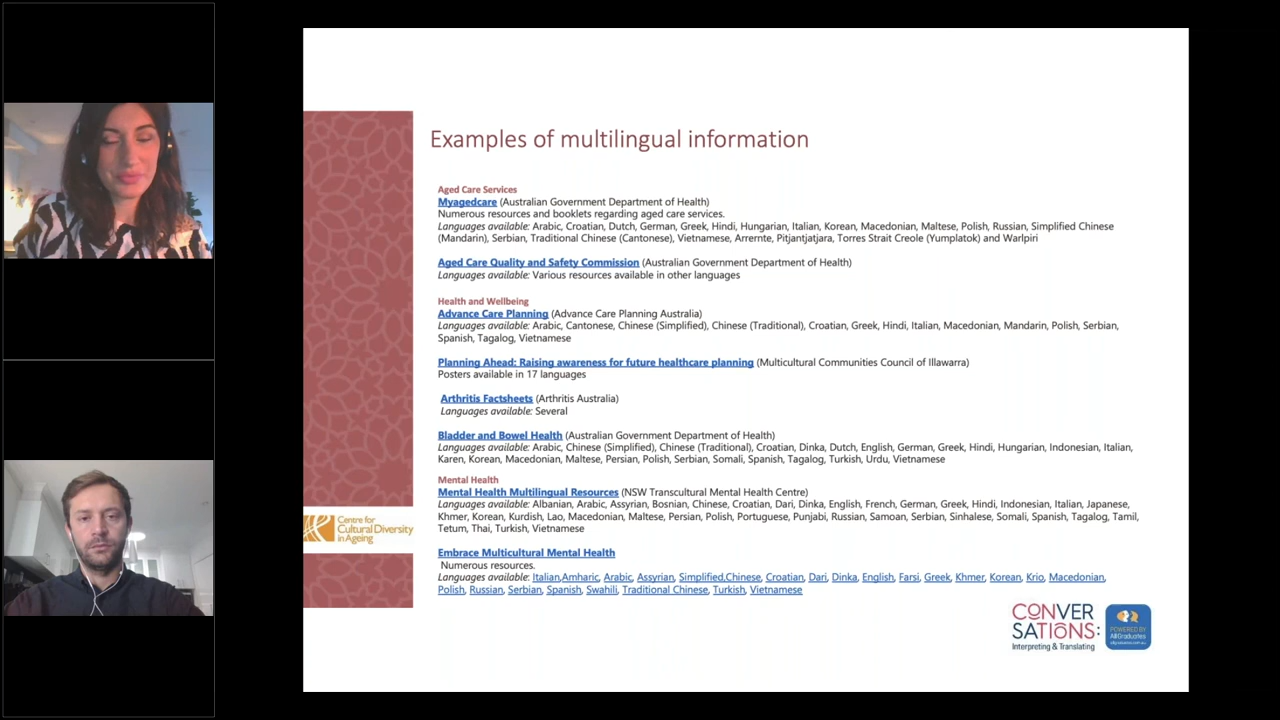 Examples of multilingual information
Aged Care Services
Myagedcare (Australian Government Department of Health)
Numerous resources and booklets regarding aged care services.
Languages available: Arabic, Croatian, Dutch, German, Greek, Hindi, Hungarian, Italian, Korean, Macedonian, Maltese, Polish, Russian, Simplified Chinese
(Mandarin), Serbian, Traditional Chinese (Cantonese), Vietnamese, Arrernte, Pitjantjatjara, Torres Strait Creole (Yumplatok) and Warlpiri
Aged Care Quality and Safety Commission (Australian Government Department of Health)
Languages available: Various resources available in other languages
Health and Wellbeing
Advance Care Planning (Advance Care Planning Australia)
Languages available: Arabic, Cantonese, Chinese (Simplified), Chinese (Traditional), Croatian, Greek, Hindi, Italian, Macedonian, Mandarin, Polish, Serbian,
Spanish, Tagalog, Vietnamese
Planning Ahead: Raising awareness for future healthcare planning (Multicultural Communities Council of Illawarra)
Posters available in 17 languages
Arthritis Factsheets (Arthritis Australia)
Languages available: Several
Bladder and Bowel Health (Australian Government Department of Health)
Languages available: Arabic, Chinese (Simplified), Chinese (Traditional), Croatian, Dinka, Dutch, English, German, Greek, Hindi, Hungarian, Indonesian, Italian,
Karen, Korean, Macedonian, Maltese, Persian, Polish, Serbian, Somali, Spanish, Tagalog, Turkish, Urdu, Vietnamese
Mental Health
Mental Health Multilingual Resources (NSW Transcultural Mental Health Centre)
Languages available: Albanian, Arabic, Assyrian, Bosnian, Chinese, Croatian, Dari, Dinka, English, French, German, Greek, Hindi, Indonesian, Italian, Japanese,
Khmer, Korean, Kurdish, Lao, Macedonian, Maltese, Persian, Polish, Portuguese, Punjabi, Russian, Samoan, Serbian, Sinhalese, Somali, Spanish, Tagalog, Tamil,
Tetum, Thai, Turkish, Vietnamese
Embrace Multicultural Mental Health
Numerous resources.
Languages available: Italian,Amharic, Arabic, Assyrian, Simplified,Chinese, Croatian, Dari, Dinka, English, Farsi, Greek, Khmer, Korean, Krio, Macedonian,
Polish, Russian, Serbian, Spanish, Swahili, Traditional Chinese, Turkish, Vietnamese
Centre for
Cultural Diversity
in Ageing
CONVER
SATIONS:
Interpreting & Translating
POWERED BY
AllGraduates